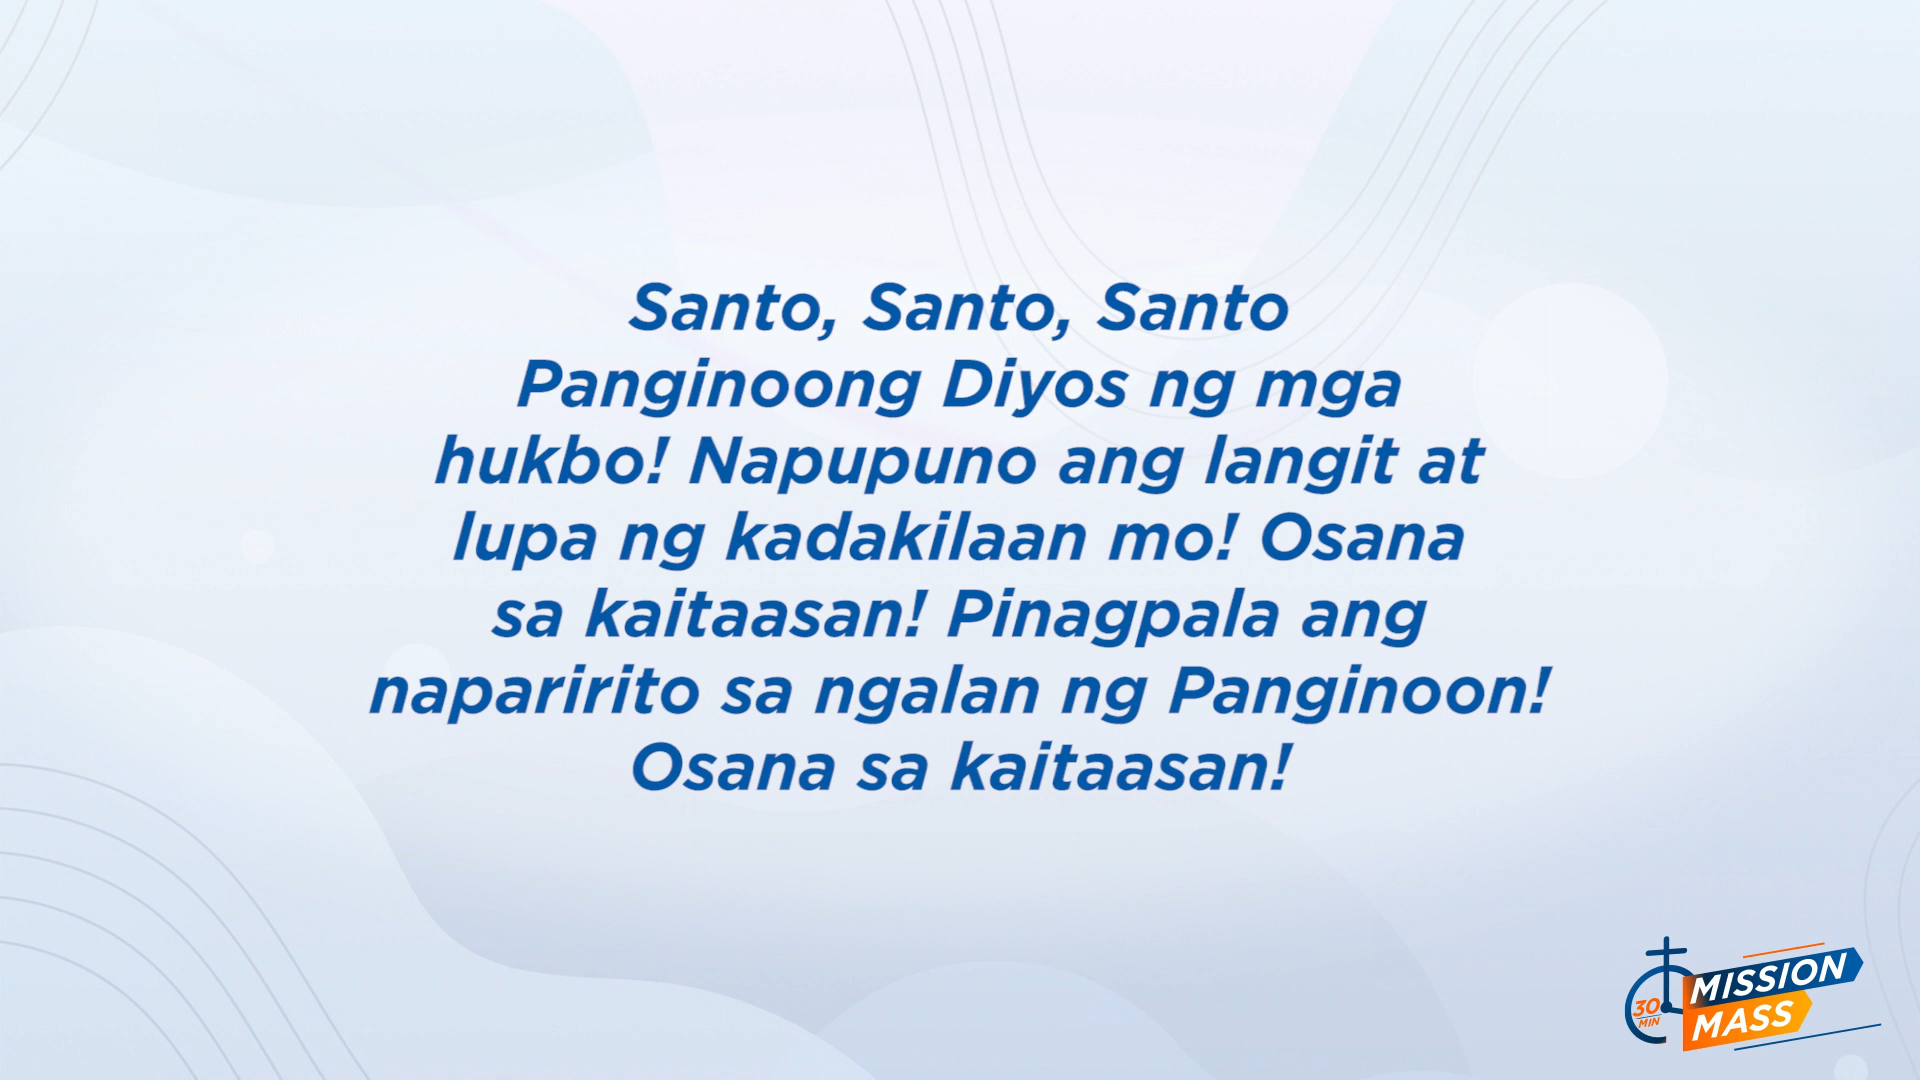 Santo, Santo, Santo
Panginoong Diyos ng mga
hukbo! Napupuno ang langit at
lupa ng kadakilaan mo! Osana
sa kaitaasan! Pinagpala ang
naparirito sa ngalan ng Panginoon!
Osana sa kaitaasan!
30
MIN
MISSION
MASS